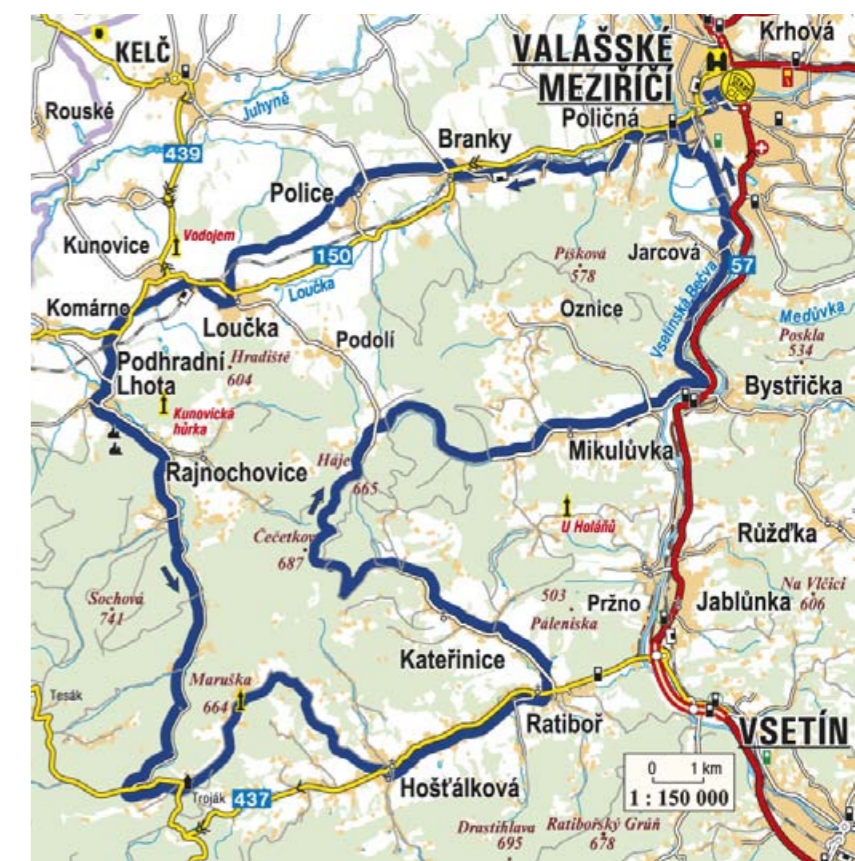 Krhová
KELČ
VALAŠSKÉ
MEZIŘÍČÍ
START
Rouské
Juhyně
Poličná
Branky
439
Police
Kunovice
Vodojem
150
Píšková
578
Jarcová
57
Komárno
Loučka
Loučka
Oznice
Vsetínská Bečva
Medůvka
Poskla
534
Podolí
Podhradní
Lhota
Hradiště
604
Bystřička
Kunovická
hůrka
Mikulůvka
Rajnochovice
Háje
665
U Holáňů
Čečetkov
687
Růžďka
Sochová
741
503
Páleniska
Pržno
Jablůnka
Na Vlčici
606
Kateřinice
Maruška
664
Tesák
Ratiboř
VSETÍN
Troják
437
Hošťálková
0 1 km
1 : 150 000
Drastihlava
695
Ratibořský Grúň
678